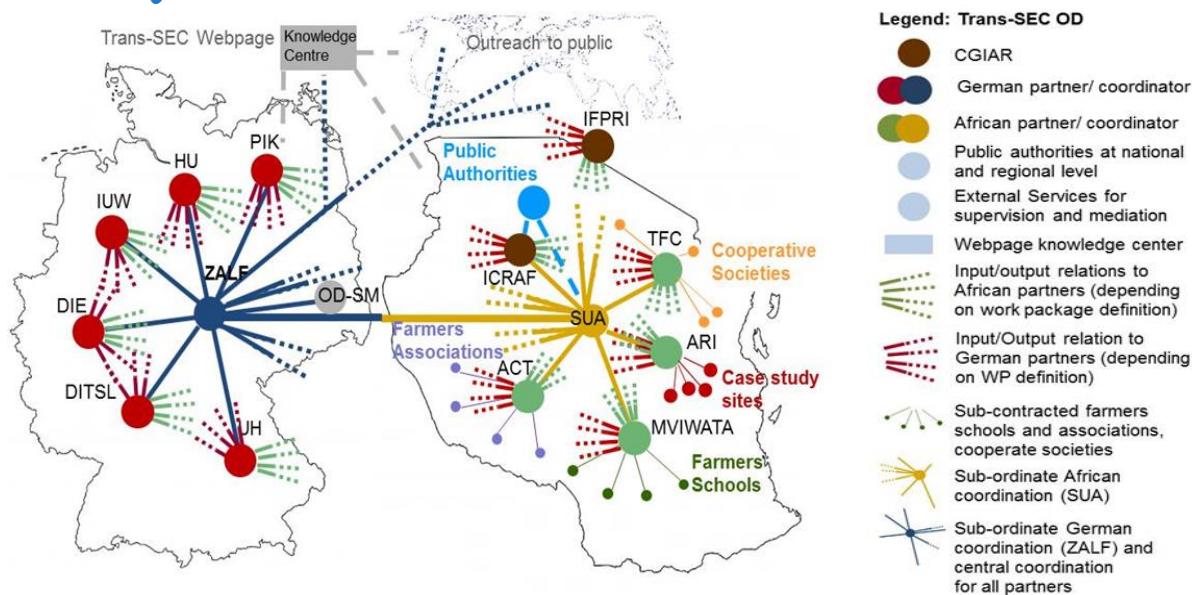 Trans-SEC Webpage
Knowledge
Centre
Outreach to public
IFPRI
PIK
HU
IUW
ZALF
DIE
DITSL
UH
OD-SM
Public
Authorities
ICRAF
TFC
Cooperative
Societies
SUA
Farmers
Associations
ACT
ARI
Case study
sites
MVIWATA
Farmers'
Schools
Legend: Trans-SEC OD
CGIAR
German partner/ coordinator
African partner/ coordinator
Public authorities at national
and regional level
External Services for
supervision and mediation
Webpage knowledge center
Input/output relations to
African partners (depending
on work package definition)
Input/Output relation to
German partners (depending
on WP definition)
Sub-contracted farmers
schools and associations,
cooperate societies
Sub-ordinate African
coordination (SUA)
Sub-ordinate German
coordination (ZALF) and
central coordination
for all partners